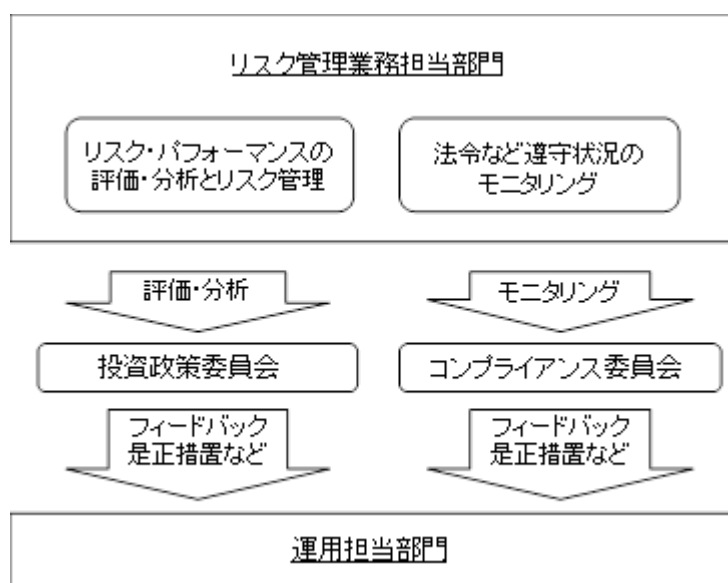 リスク管理業務担当部門
リスク・パフォーマンスの
評価・分析とリスク管理
法令など遵守状況の
モニタリング
評価・分析
モニタリング
投資政策委員会
コンプライアンス委員会
フィードバック
是正措置など
フィードバック
是正措置など
運用担当部門